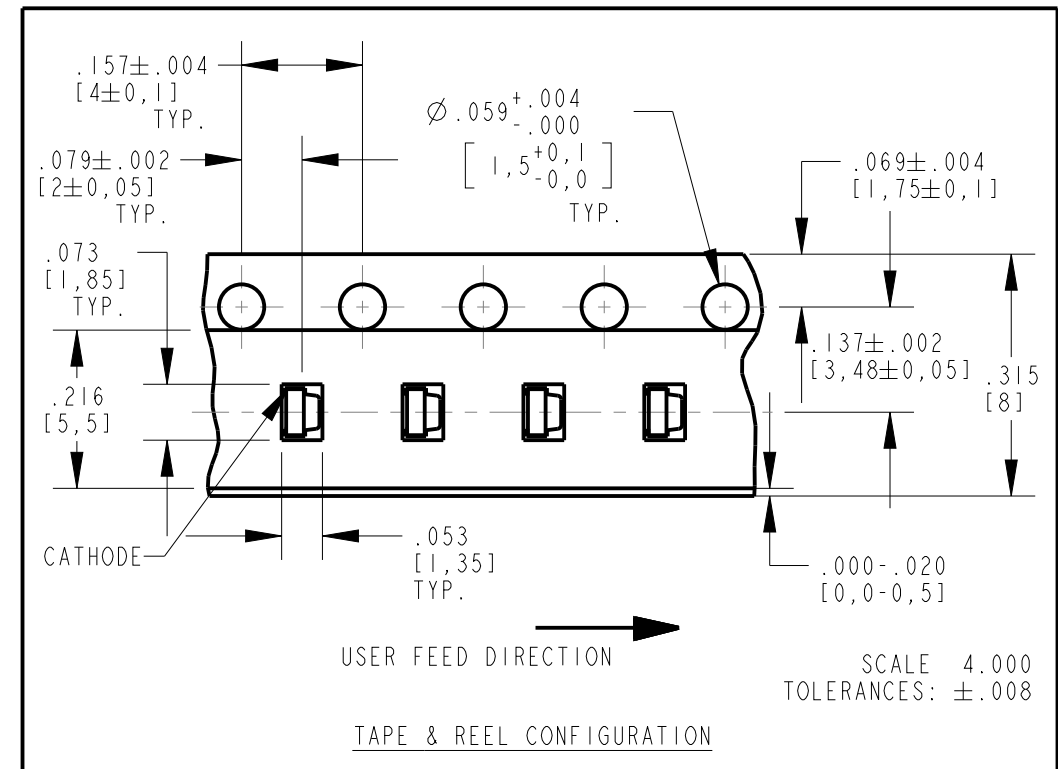 .157±.004
[4±0,1]
TYP.
.079±.002
[2±0,05]
TYP.
.073
[1,85]
TYP.
.216
[5,5]
CATHODE
Ø.059+.004
-.000
[1,5+0,1
-0,0]
TYP.
.069±.004
[1,75±0,1]
.137±.002
[3,48±0,05]
.315
[8]
.053
[1,35]
TYP.
.000-.020
[0,0-0,5]
USER FEED DIRECTION
SCALE 4.000
TOLERANCES: ±.008
TAPE & REEL CONFIGURATION